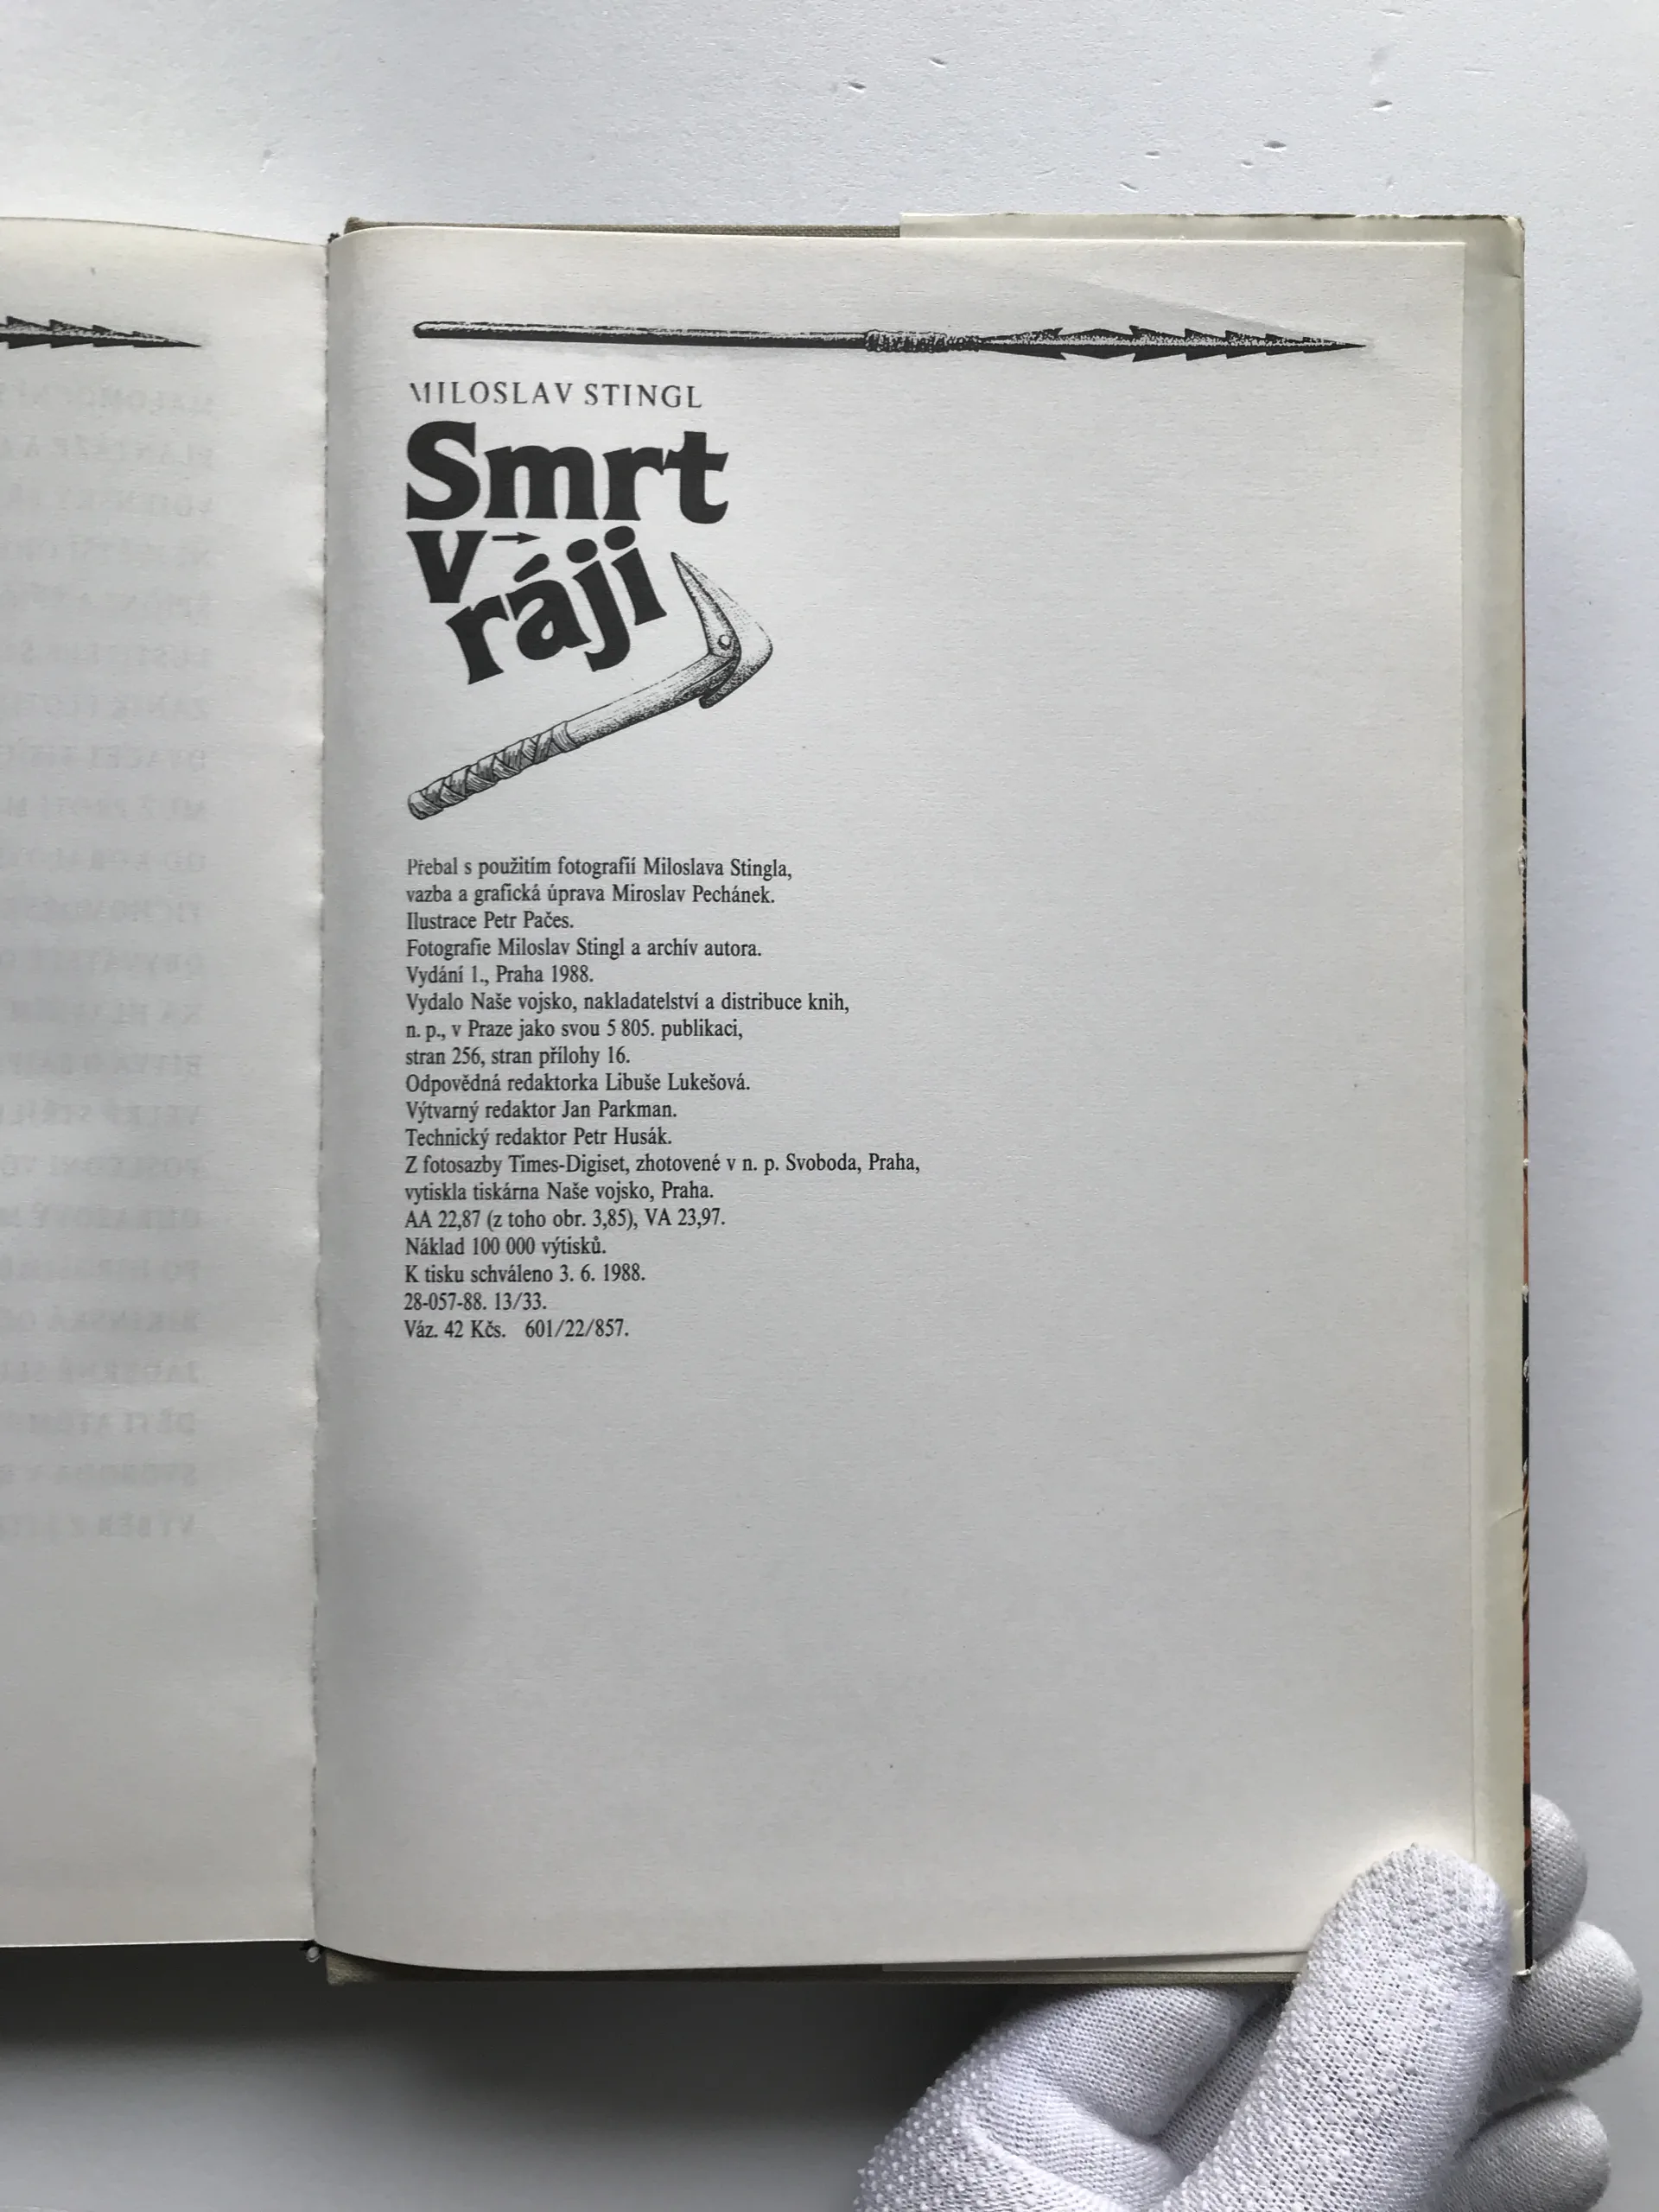 MILOSLAV STINGL
Smrt
v
ráji
Přebal s použitím fotografií Miloslava Stingla,
vazba a grafická úprava Miroslav Pechánek.
Ilustrace Petr Pačes.
Fotografie Miloslav Stingl a archív autora.
Vydání 1., Praha 1988.
Vydalo Naše vojsko, nakladatelství a distribuce knih,
n. p., v Praze jako svou 5 805. publikaci,
stran 256, stran přílohy 16.
Odpovědná redaktorka Libuše Lukešová.
Výtvarný redaktor Jan Parkman.
Technický redaktor Petr Husák.
Z fotosazby Times-Digiset, zhotovené v n. p. Svoboda, Praha,
vytiskla tiskárna Naše vojsko, Praha.
AA 22,87 (z toho obr. 3,85), VA 23,97.
Náklad 100 000 výtisků.
K tisku schváleno 3. 6. 1988.
28-057-88. 13/33.
Váz. 42 Kčs. 601/22/857.